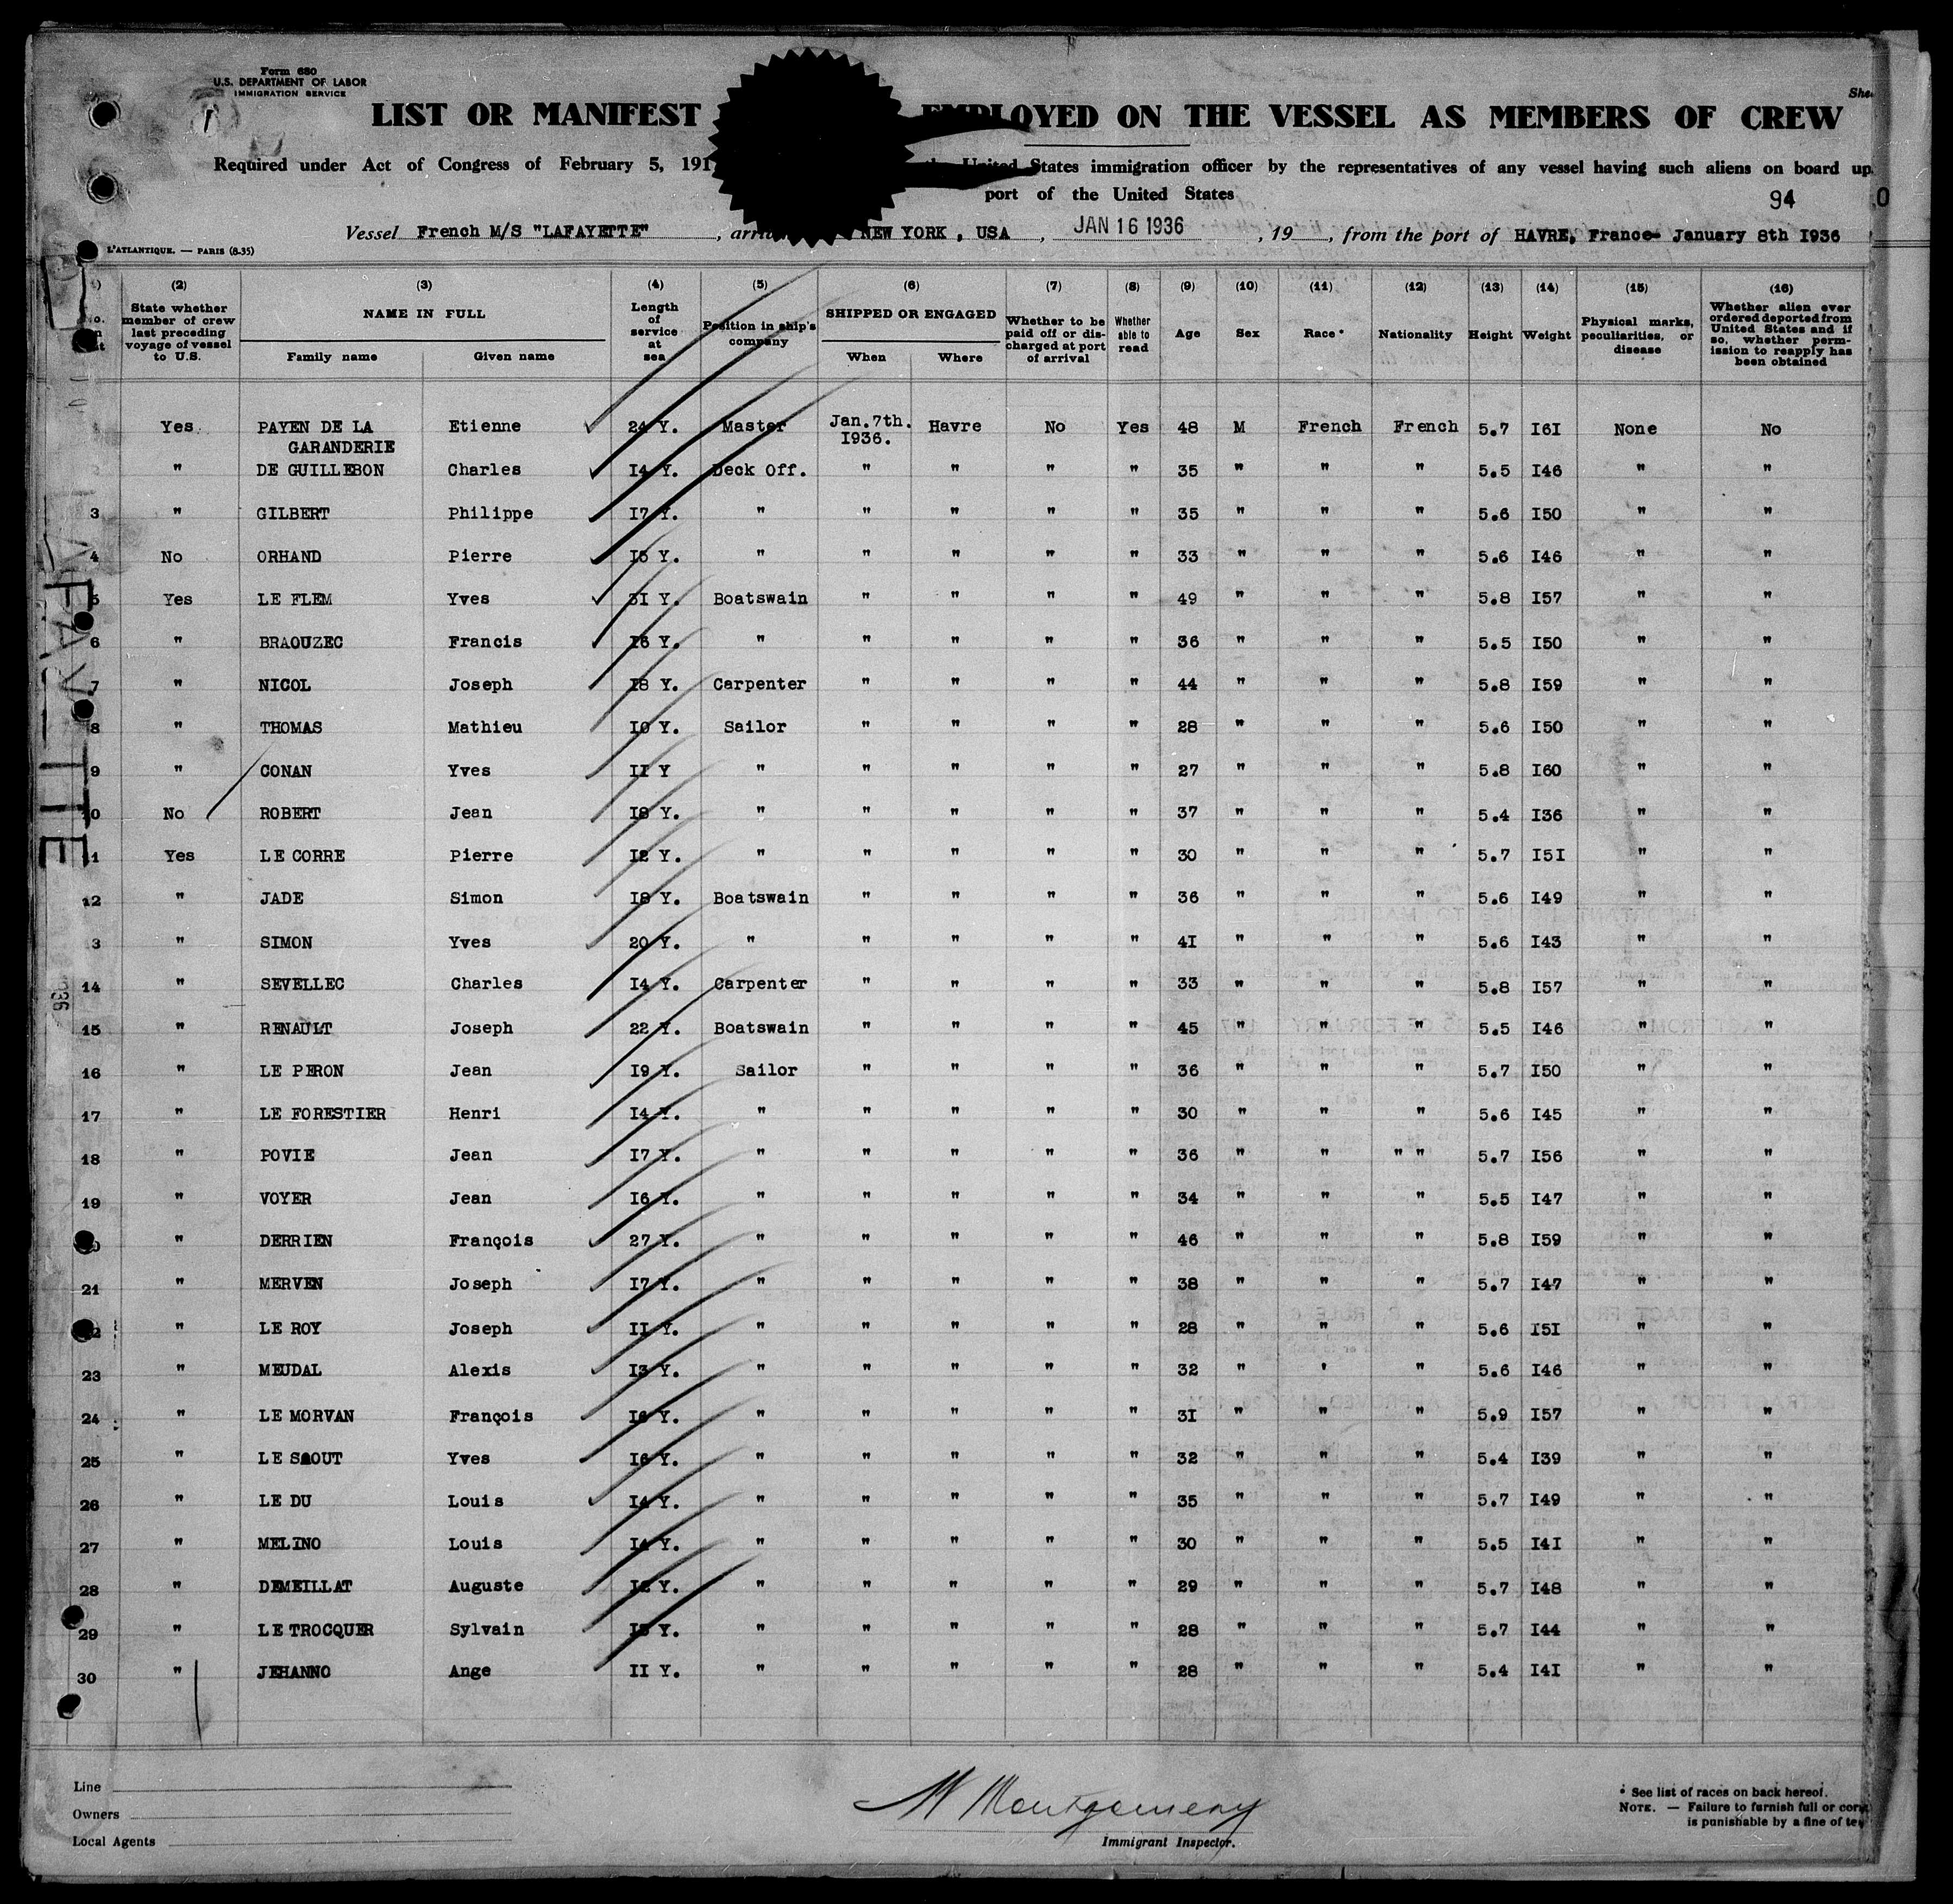 Form 680
U.S. DEPARTMENT OF LABOR
IMMIGRATION SERVICE
LIST OR MANIFEST EMPLOYED ON THE VESSEL AS MEMBERS OF CREW
Required under Act of Congress of February 5, 191 the United States immigration officer by the representatives of any vessel having such aliens on board up
port of the United States
94
Vessel French M/S "LAFAYETTE" , NEW YORK , USA , JAN 16 1936 , 19 , from the port of HAVRE, France- January 8th I936
L'ATLANTIQUE. — PARIS (8-35)
(2) (3) (4) (5) (6) (7) (8) (9) (10) (11) (12) (13) (14) (15) (16)
State whether member of crew last preceding voyage of vessel to U.S. NAME IN FULL Family name Given name Length of service at sea Position in ship's company SHIPPED OR ENGAGED When Where Whether to be paid off or discharged at port of arrival Whether able to read Age Sex Race * Nationality Height Weight Physical marks, peculiarities, or disease Whether alien ever ordered deported from United States and if so, whether permission to reapply has been obtained
Yes PAYEN DE LA GARANDERIE Etienne 24 Y. Master Jan.7th. I936. Havre No Yes 48 M French French 5.7 I6I None No
" DE GUILLEBON Charles I4 Y. Deck Off. " " " " 35 " " " 5.5 I46 " "
3 " GILBERT Philippe I7 Y. " " " " " 35 " " " 5.6 I50 " "
4 No ORHAND Pierre I5 Y. " " " " " 33 " " " 5.6 I46 " "
5 Yes LE FLEM Yves 3I Y. Boatswain " " " " 49 " " " 5.8 I57 " "
6 " BRAOUZEC Francis I6 Y. " " " " " 36 " " " 5.5 I50 " "
7 " NICOL Joseph I8 Y. Carpenter " " " " 44 " " " 5.8 I59 " "
8 " THOMAS Mathieu I0 Y. Sailor " " " " 28 " " " 5.6 I50 " "
9 " CONAN Yves II Y " " " " " 27 " " " 5.8 I60 " "
10 No ROBERT Jean I8 Y. " " " " " 37 " " " 5.4 I36 " "
11 Yes LE CORRE Pierre I2 Y. " " " " " 30 " " " 5.7 I5I " "
12 " JADE Simon I8 Y. Boatswain " " " " 36 " " " 5.6 I49 " "
3 " SIMON Yves 20 Y. " " " " " 4I " " " 5.6 I43 " "
14 " SEVELLEC Charles I4 Y. Carpenter " " " " 33 " " " 5.8 I57 " "
15 " RENAULT Joseph 22 Y. Boatswain " " " " 45 " " " 5.5 I46 " "
16 " LE PERON Jean I9 Y. Sailor " " " " 36 " " " 5.7 I50 " "
17 " LE FORESTIER Henri I4 Y. " " " " " 30 " " " 5.6 I45 " "
18 " POVIE Jean I7 Y. " " " " " 36 " " " " 5.7 I56 " "
19 " VOYER Jean I6 Y. " " " " " 34 " " " 5.5 I47 " "
" DERRIEN François 27 Y. " " " " " 46 " " " 5.8 I59 " "
21 " MERVEN Joseph I7 Y. " " " " " 38 " " " 5.7 I47 " "
" LE ROY Joseph II Y. " " " " " 28 " " " 5.6 I5I " "
23 " MEUDAL Alexis I3 Y. " " " " " 32 " ' " 5.6 I46 " "
24 " LE MORVAN François I6 Y. " " " " " 3I " " " 5.9 I57 " "
25 " LE SAOUT Yves I6 Y. " " " " " 32 " " " 5.4 I39 " "
26 " LE DU Louis I4 Y. " " " " " 35 " " " 5.7 I49 " "
27 " MELINO Louis I4 Y. " " " " " 30 " " " 5.5 I4I " "
28 " DEMEILLAT Auguste I2 Y. " " " " " 29 " " " 5.7 I48 " "
29 " LE TROCQUER Sylvain Y. " " " " " 28 " " " 5.7 I44 " "
30 " JEHANNO Ange II Y. " " " " " 28 " " " 5.4 I4I " "
LAFAYETTE
Line
Owners
Local Agents
Montgomery
Immigrant Inspector.
* See list of races on back hereof.
NOTE. — Failure to furnish full or
is punishable by a fine of